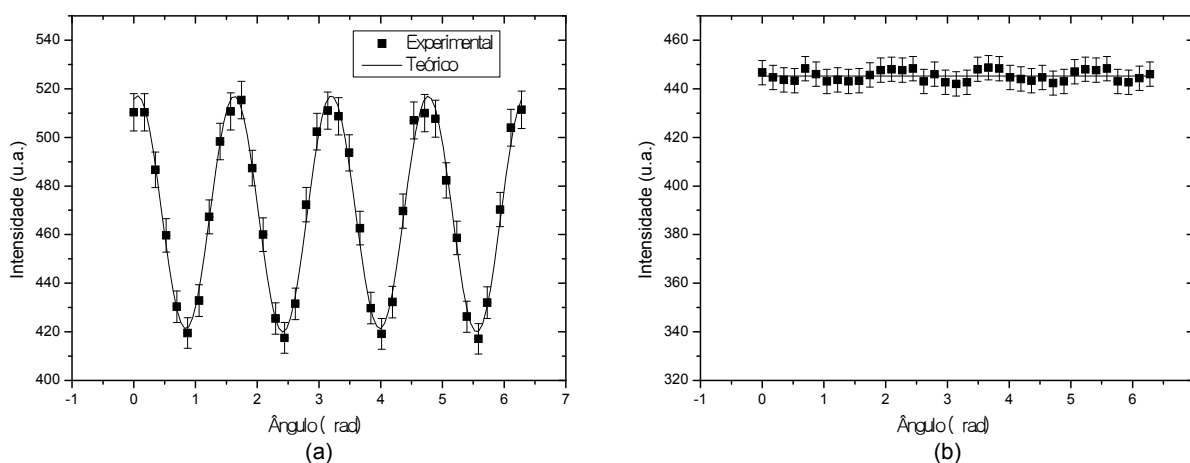 540
520
500
480
460
440
420
400
Intensidade (u.a.)
Experimental
Teórico
-1 0 1 2 3 4 5 6 7
Ângulo ( rad)
(a)
460
440
420
400
380
360
340
320
Intensidade (u.a.)
-1 0 1 2 3 4 5 6
Ângulo ( rad)
(b)